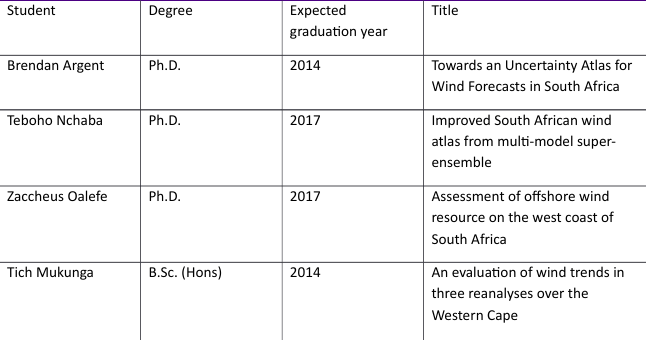 Student Degree Expected graduation year Title
Brendan Argent Ph.D. 2014 Towards an Uncertainty Atlas for
Wind Forecasts in South Africa
Teboho Nchaba Ph.D. 2017 Improved South African wind
atlas from multi-model super-
ensemble
Zaccheus Oalefe Ph.D. 2017 Assessment of offshore wind
resource on the west coast of
South Africa
Tich Mukunga B.Sc. (Hons) 2014 An evaluation of wind trends in
three reanalyses over the
Western Cape